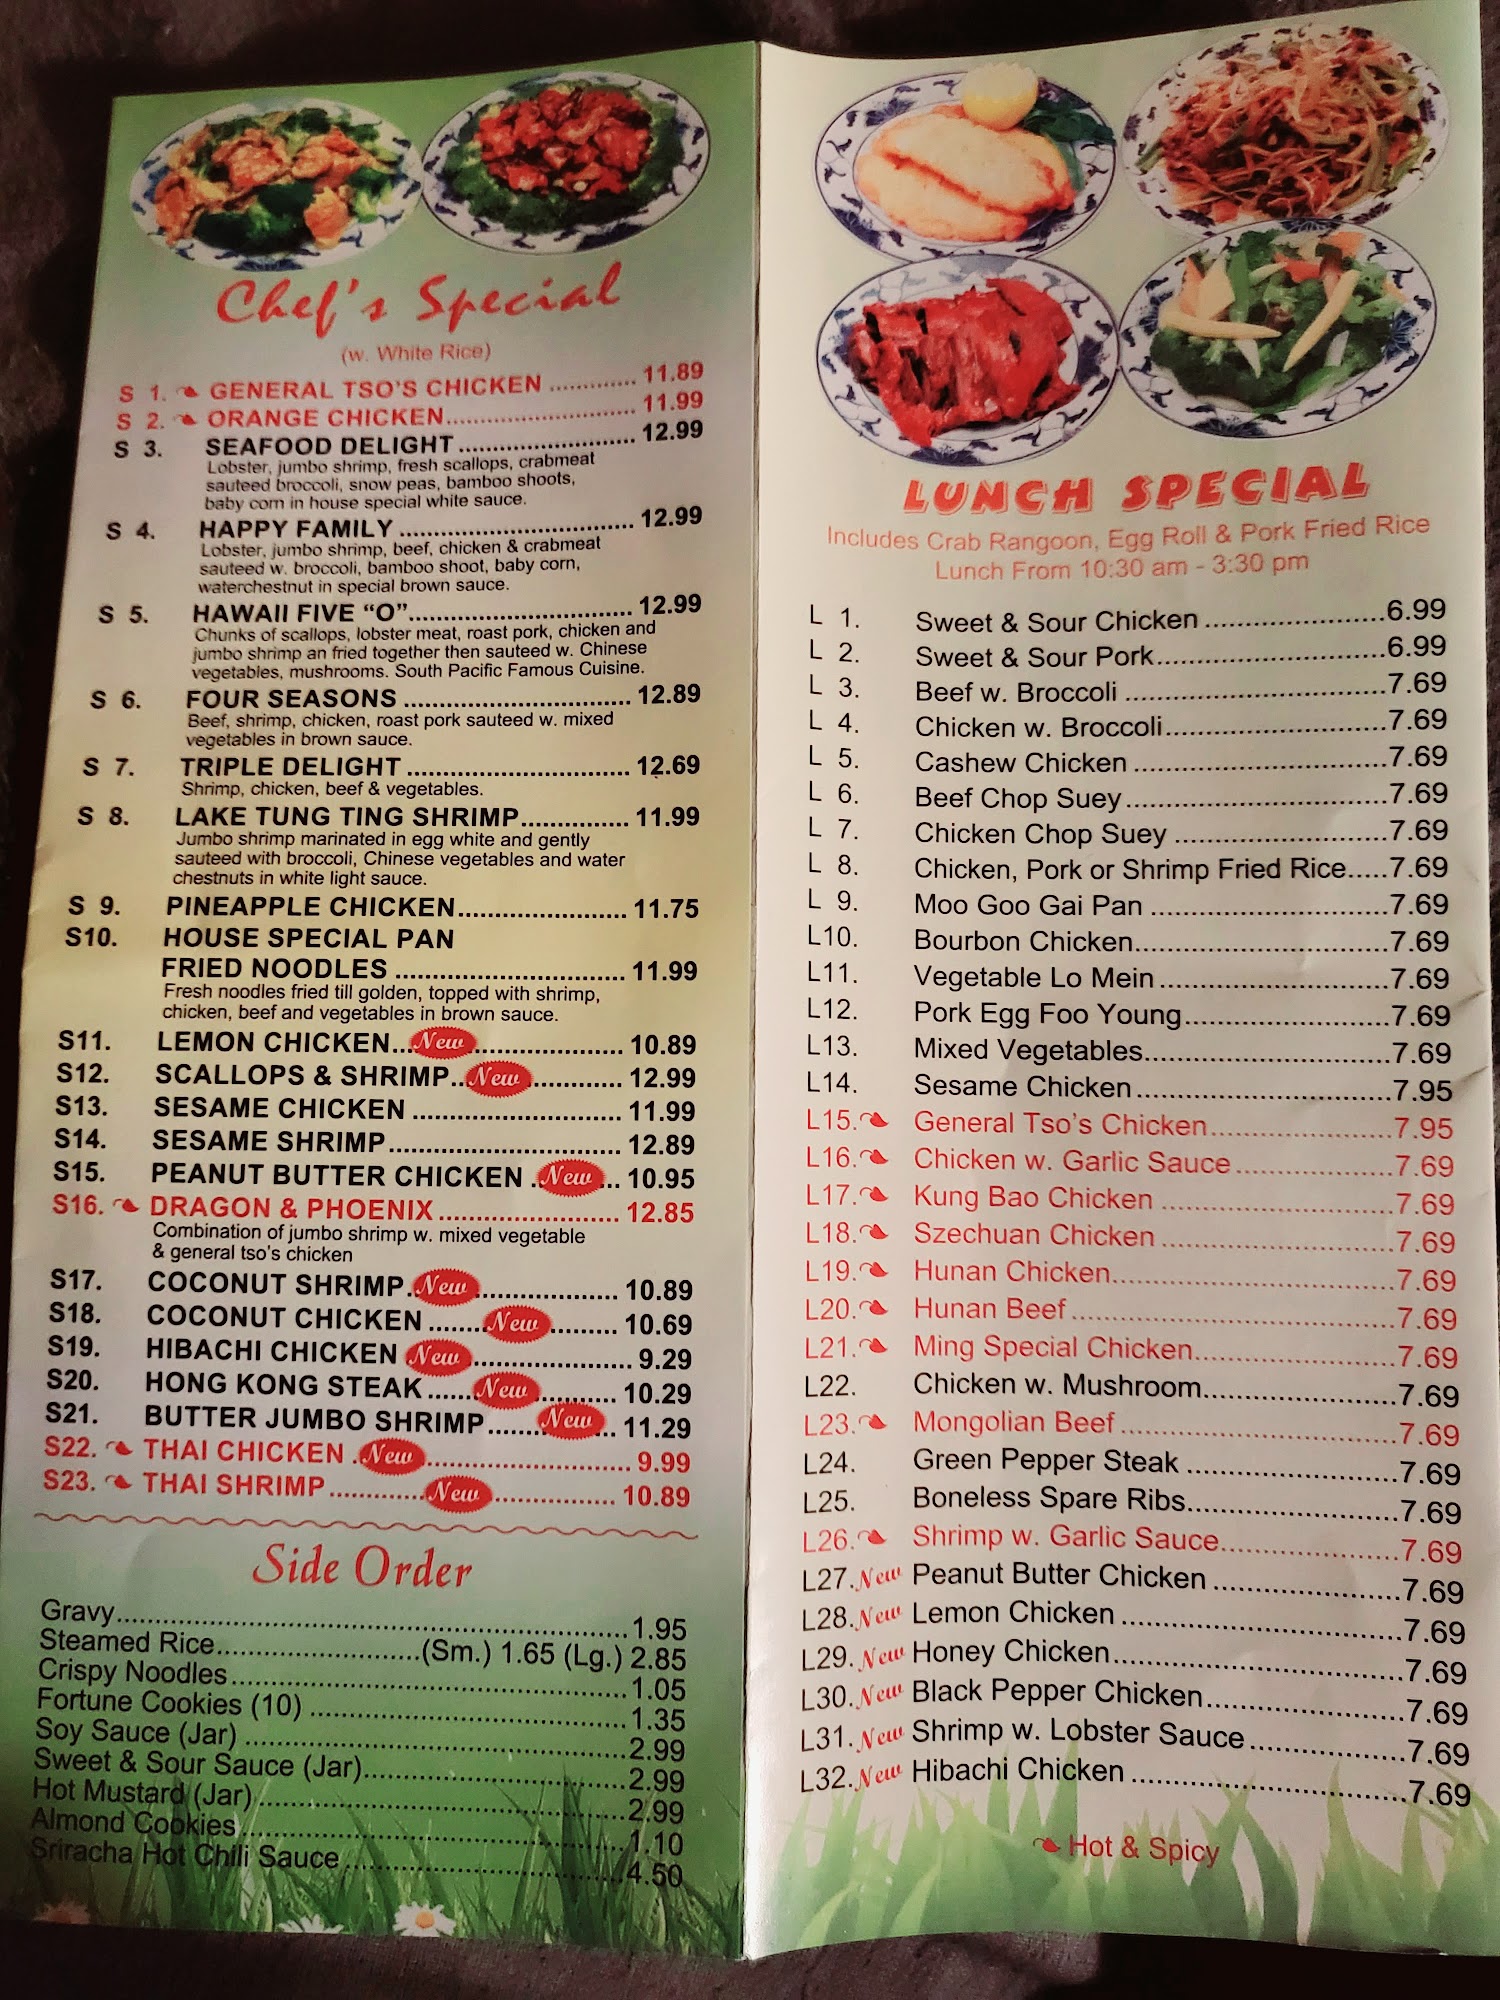 Chef's Special
(w. White Rice)
S 1. GENERAL TSO'S CHICKEN ............. 11.89
S 2. ORANGE CHICKEN............................ 11.99
S 3. SEAFOOD DELIGHT.......................... 12.99
Lobster, jumbo shrimp, fresh scallops, crabmeat
sauteed broccoli, snow peas, bamboo shoots,
baby corn in house special white sauce.
S 4. HAPPY FAMILY.................................. 12.99
Lobster, jumbo shrimp, beef, chicken & crabmeat
sauteed w. broccoli, bamboo shoot, baby corn,
waterchestnut in special brown sauce.
S 5. HAWAII FIVE “O”................................ 12.99
Chunks of scallops, lobster meat, roast pork, chicken and
jumbo shrimp an fried together then sauteed w. Chinese
vegetables, mushrooms. South Pacific Famous Cuisine.
S 6. FOUR SEASONS ................................ 12.89
Beef, shrimp, chicken, roast pork sauteed w. mixed
vegetables in brown sauce.
S 7. TRIPLE DELIGHT ................................ 12.69
Shrimp, chicken, beef & vegetables.
S 8. LAKE TUNG TING SHRIMP............... 11.99
Jumbo shrimp marinated in egg white and gently
sauteed with broccoli, Chinese vegetables and water
chestnuts in white light sauce.
S 9. PINEAPPLE CHICKEN........................ 11.75
S10. HOUSE SPECIAL PAN
FRIED NOODLES ................................. 11.99
Fresh noodles fried till golden, topped with shrimp,
chicken, beef and vegetables in brown sauce.
S11. LEMON CHICKEN...New...................... 10.89
S12. SCALLOPS & SHRIMP..New............. 12.99
S13. SESAME CHICKEN .............................. 11.99
S14. SESAME SHRIMP................................. 12.89
S15. PEANUT BUTTER CHICKEN .New... 10.95
S16. DRAGON & PHOENIX .......................... 12.85
Combination of jumbo shrimp w. mixed vegetable
& general tso's chicken
S17. COCONUT SHRIMP.New.................... 10.89
S18. COCONUT CHICKEN ........New.......... 10.69
S19. HIBACHI CHICKEN New....................... 9.29
S20. HONG KONG STEAK ......New............ 10.29
S21. BUTTER JUMBO SHRIMP........New... 11.29
S22. THAI CHICKEN .New............................. 9.99
S23. THAI SHRIMP ..............New................. 10.89
Side Order
Gravy.................................................................1.95
Steamed Rice.........................(Sm.) 1.65 (Lg.) 2.85
Crispy Noodles...................................................1.05
Fortune Cookies (10) .........................................1.35
Soy Sauce (Jar) .................................................2.99
Sweet & Sour Sauce (Jar)..................................2.99
Hot Mustard (Jar) ...............................................2.99
Almond Cookies..................................................1.10
Sriracha Hot Chili Sauce ....................................4.50
LUNCH SPECIAL
Includes Crab Rangoon, Egg Roll & Pork Fried Rice
Lunch From 10:30 am - 3:30 pm
L 1. Sweet & Sour Chicken .......................6.99
L 2. Sweet & Sour Pork.............................6.99
L 3. Beef w. Broccoli .................................7.69
L 4. Chicken w. Broccoli............................7.69
L 5. Cashew Chicken ................................7.69
L 6. Beef Chop Suey.................................7.69
L 7. Chicken Chop Suey ...........................7.69
L 8. Chicken, Pork or Shrimp Fried Rice.....7.69
L 9. Moo Goo Gai Pan ..............................7.69
L10. Bourbon Chicken................................7.69
L11. Vegetable Lo Mein .............................7.69
L12. Pork Egg Foo Young..........................7.69
L13. Mixed Vegetables...............................7.69
L14. Sesame Chicken ................................7.95
L15. General Tso's Chicken.......................7.95
L16. Chicken w. Garlic Sauce ....................7.69
L17. Kung Bao Chicken .............................7.69
L18. Szechuan Chicken .............................7.69
L19. Hunan Chicken...................................7.69
L20. Hunan Beef ........................................7.69
L21. Ming Special Chicken.........................7.69
L22. Chicken w. Mushroom........................7.69
L23. Mongolian Beef ..................................7.69
L24. Green Pepper Steak ..........................7.69
L25. Boneless Spare Ribs..........................7.69
L26. Shrimp w. Garlic Sauce......................7.69
L27. New Peanut Butter Chicken ........................7.69
L28. New Lemon Chicken ...................................7.69
L29. New Honey Chicken.....................................7.69
L30. New Black Pepper Chicken.........................7.69
L31. New Shrimp w. Lobster Sauce....................7.69
L32. New Hibachi Chicken ..................................7.69
Hot & Spicy